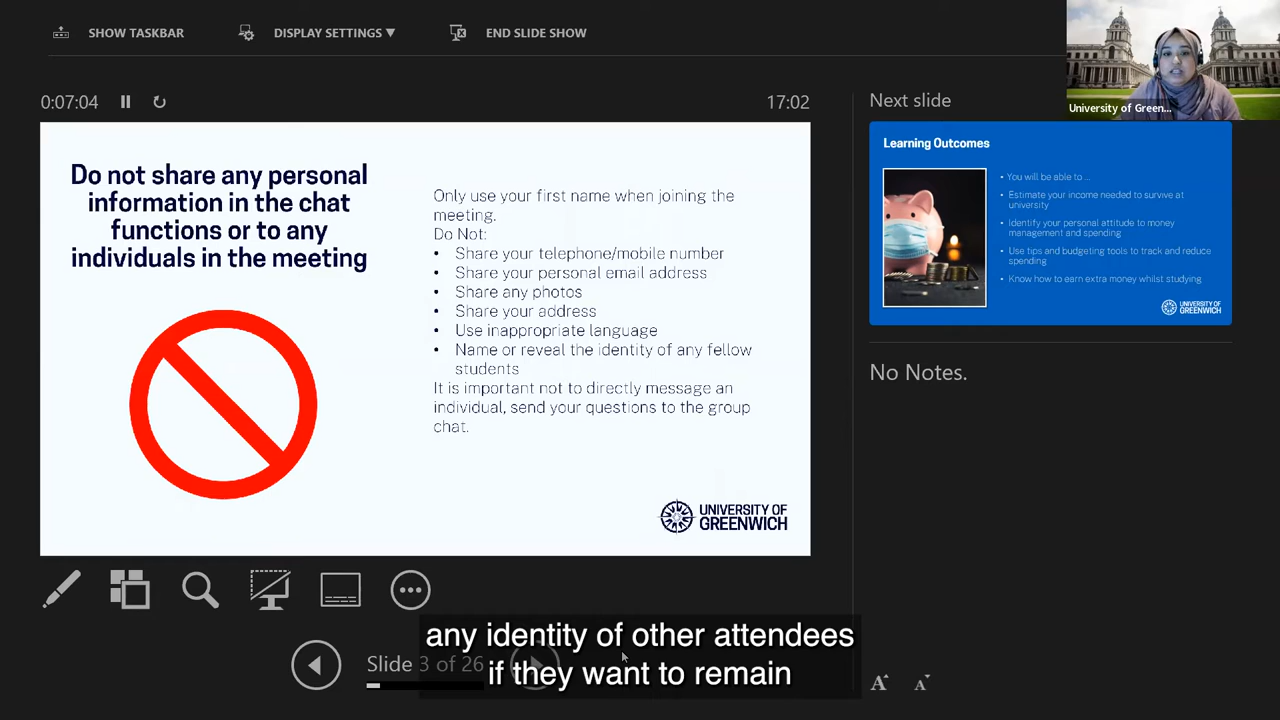 SHOW TASKBAR
DISPLAY SETTINGS ▼
END SLIDE SHOW
University of Green...
0:07:04
17:02
Do not share any personal
information in the chat
functions or to any
individuals in the meeting
Only use your first name when joining the
meeting.
Do Not:
• Share your telephone/mobile number
• Share your personal email address
• Share any photos
• Share your address
• Use inappropriate language
• Name or reveal the identity of any fellow
students
It is important not to directly message an
individual, send your questions to the group
chat.
UNIVERSITY OF
GREENWICH
Next slide
Learning Outcomes
• You will be able to ...
• Estimate your income needed to survive at
university
• Identify your personal attitude to money
management and spending
• Use tips and budgeting tools to track and reduce
spending
• Know how to earn extra money whilst studying
UNIVERSITY OF
GREENWICH
No Notes.
any identity of other attendees
Slide 3 of 26
if they want to remain
A
A